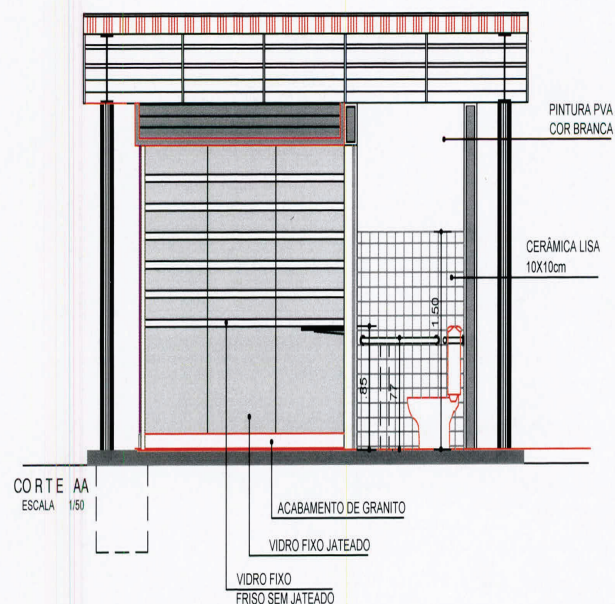 PINTURA PVA
COR BRANCA
CERÂMICA LISA
10X10cm
1.50
.85
.77
CORTE AA
ESCALA 1/50
ACABAMENTO DE GRANITO
VIDRO FIXO JATEADO
VIDRO FIXO
FRISO SEM JATEADO